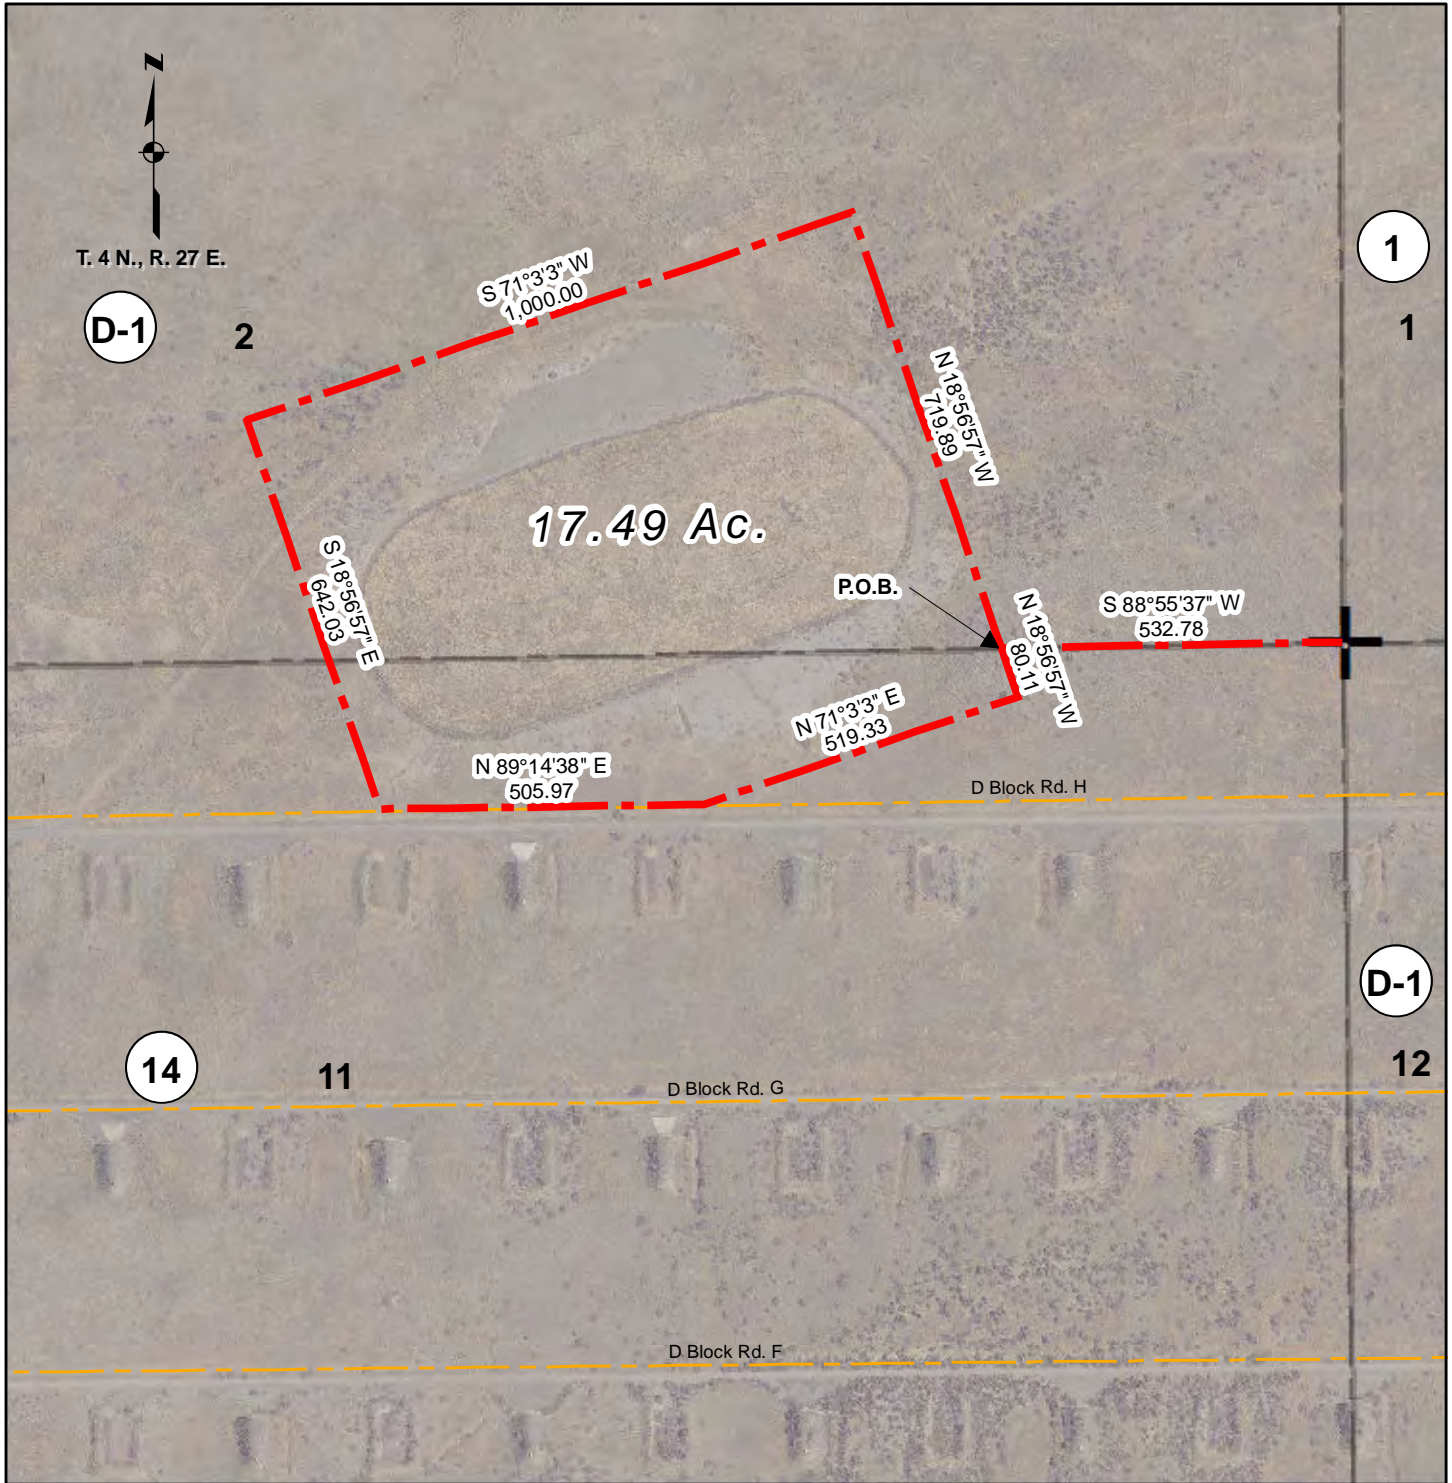 N
T. 4 N., R. 27 E.
D-1
2
1
1
S 71°3'3" W
1,000.00
N 18°56'57" W
719.89
17.49 Ac.
S 18°56'57" E
642.03
P.O.B.
N 18°56'57" W
80.11
S 88°55'37" W
532.78
N 71°3'3" E
519.33
N 89°14'38" E
505.97
D Block Rd. H
D-1
14
11
12
D Block Rd. G
D Block Rd. F